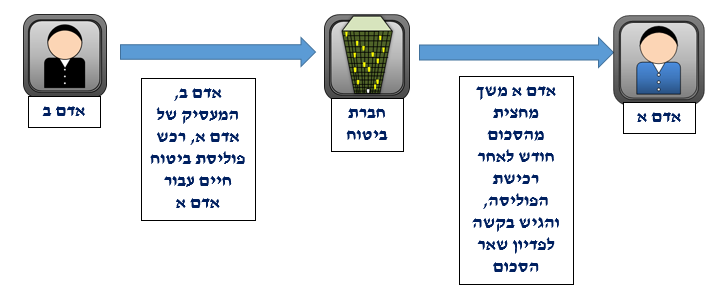 אדם ב
אדם ב,
המעסיק של
אדם א, רכש
פוליסת ביטוח
חיים עבור
אדם א
חברת
ביטוח
אדם א משך
מחצית
מהסכום
חודש לאחר
רכישת
הפוליסה,
והגיש בקשה
לפדיון שאר
הסכום
אדם א